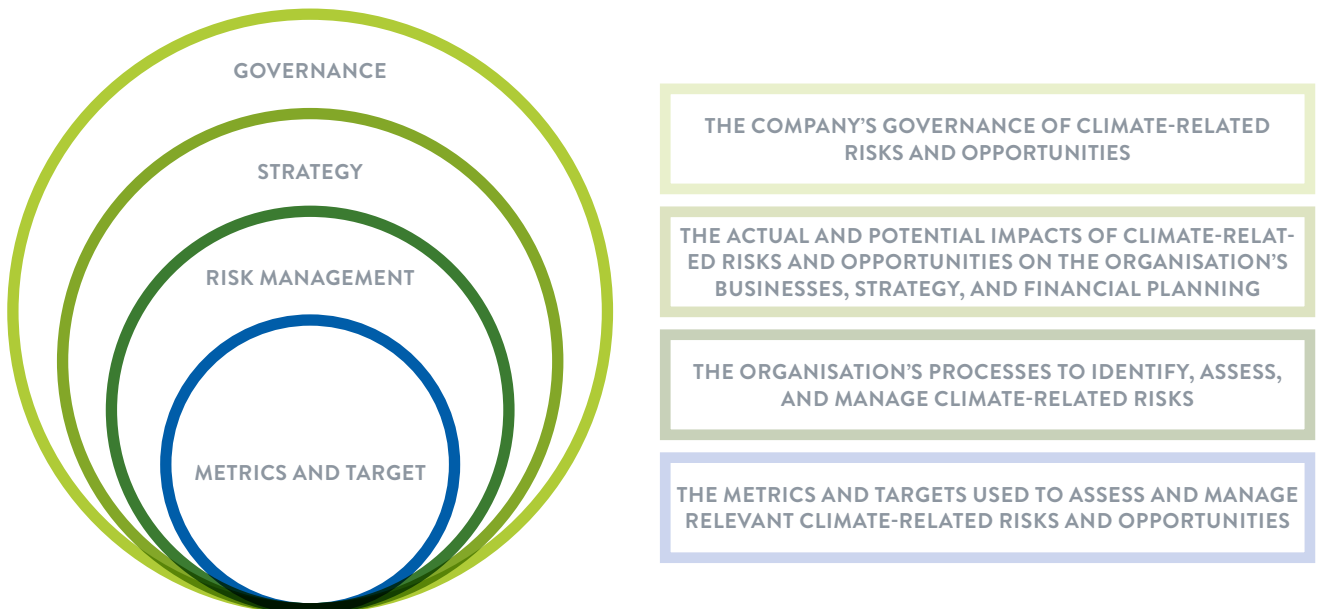 GOVERNANCE
STRATEGY
RISK MANAGEMENT
METRICS AND TARGET
THE COMPANY’S GOVERNANCE OF CLIMATE-RELATED
RISKS AND OPPORTUNITIES
THE ACTUAL AND POTENTIAL IMPACTS OF CLIMATE-RELAT-
ED RISKS AND OPPORTUNITIES ON THE ORGANISATION’S
BUSINESSES, STRATEGY, AND FINANCIAL PLANNING
THE ORGANISATION’S PROCESSES TO IDENTIFY, ASSESS,
AND MANAGE CLIMATE-RELATED RISKS
THE METRICS AND TARGETS USED TO ASSESS AND MANAGE
RELEVANT CLIMATE-RELATED RISKS AND OPPORTUNITIES